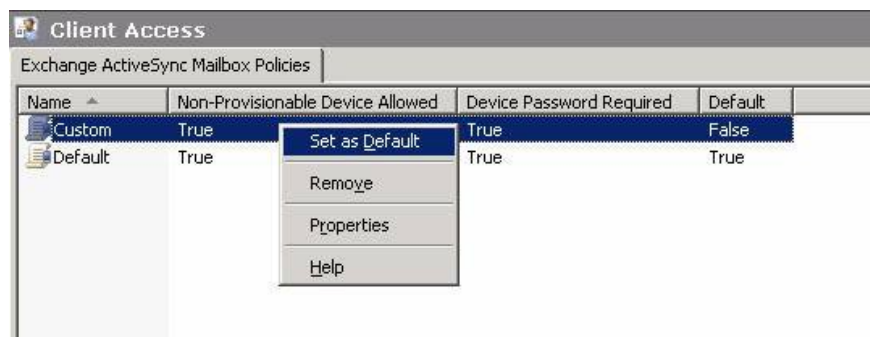 Client Access
Exchange ActiveSync Mailbox Policies
Name Non-Provisionable Device Allowed Device Password Required Default
Custom True True False
Default True True True
Set as Default
Remove
Properties
Help